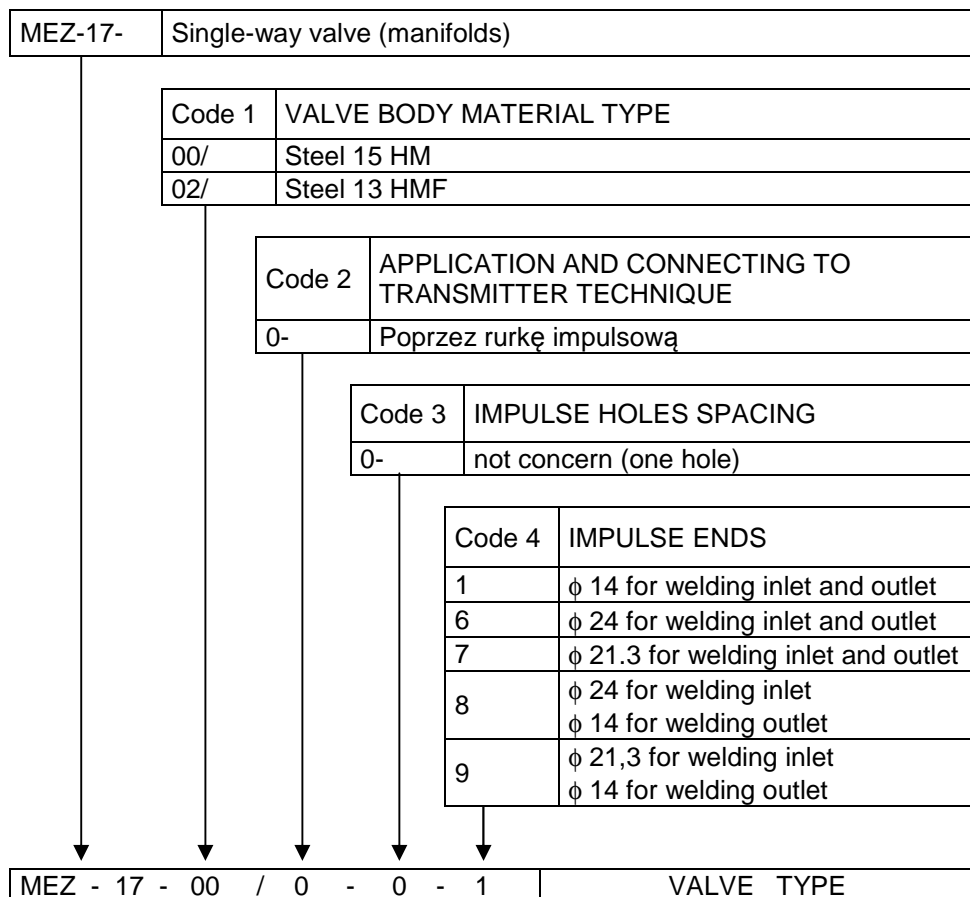 MEZ-17- Single-way valve (manifolds)
Code 1 VALVE BODY MATERIAL TYPE
00/ Steel 15 HM
02/ Steel 13 HMF
Code 2 APPLICATION AND CONNECTING TO
TRANSMITTER TECHNIQUE
0- Poprzez rurkę impulsową
Code 3 IMPULSE HOLES SPACING
0- not concern (one hole)
Code 4 IMPULSE ENDS
1 ϕ 14 for welding inlet and outlet
6 ϕ 24 for welding inlet and outlet
7 ϕ 21.3 for welding inlet and outlet
8 ϕ 24 for welding inlet
ϕ 14 for welding outlet
9 ϕ 21,3 for welding inlet
ϕ 14 for welding outlet
MEZ - 17 - 00 / 0 - 0 - 1 VALVE TYPE